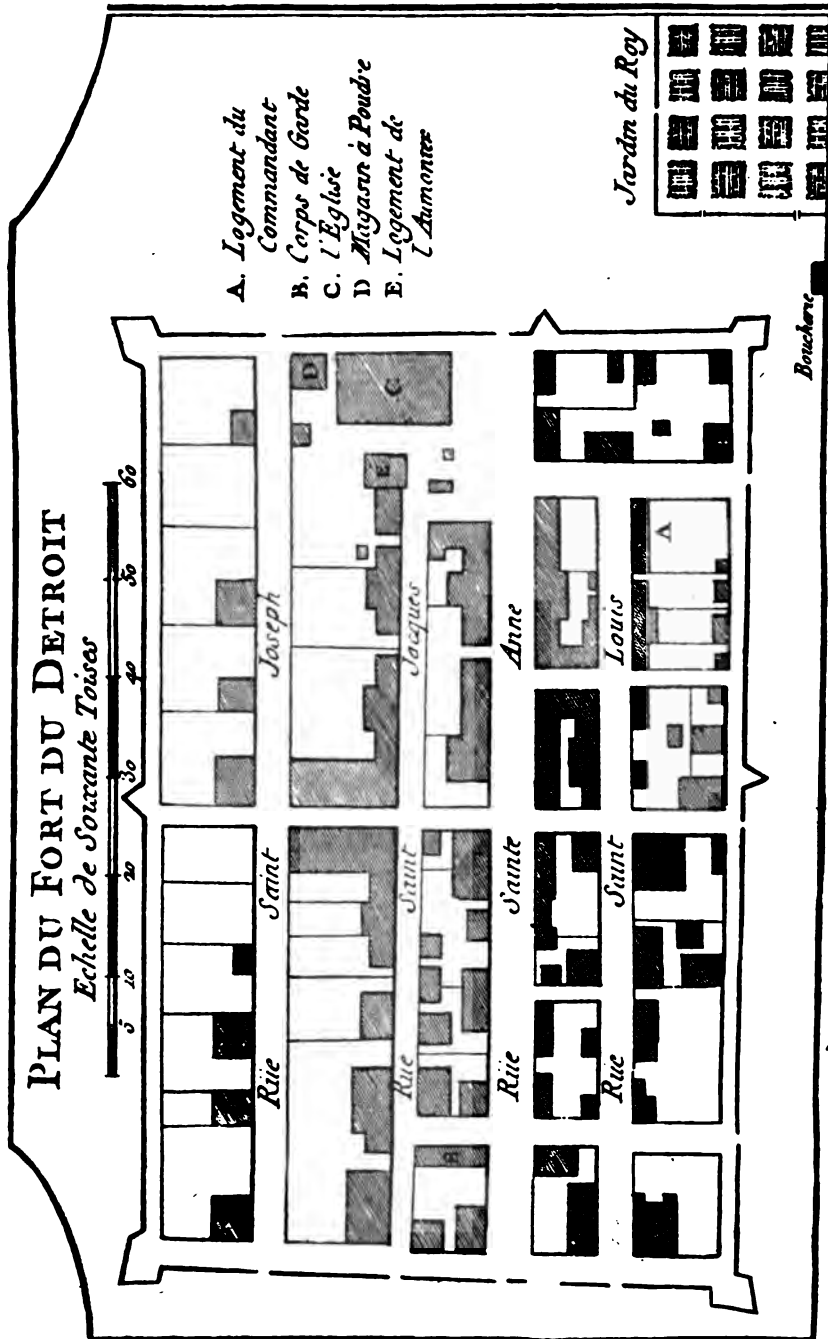 PLAN DU FORT DU DETROIT
Echelle de Soixante Toises
5 10 20 30 40 50 60
A. Logement du
Commandant
B. Corps de Garde
C. l'Eglise
D Magasin à Poudre
E. Logement de
l'Aumonier
Jardin du Roy
Boucherie
D
C
E
Rüe Saint Joseph
Rue Saint Jacques
B
Rüe Sainte Anne
Rue Saint Louis
A